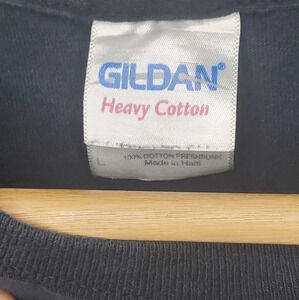 GILDAN®
Heavy Cotton
L
100% COTTON PRESHRUNK
Made in Haiti